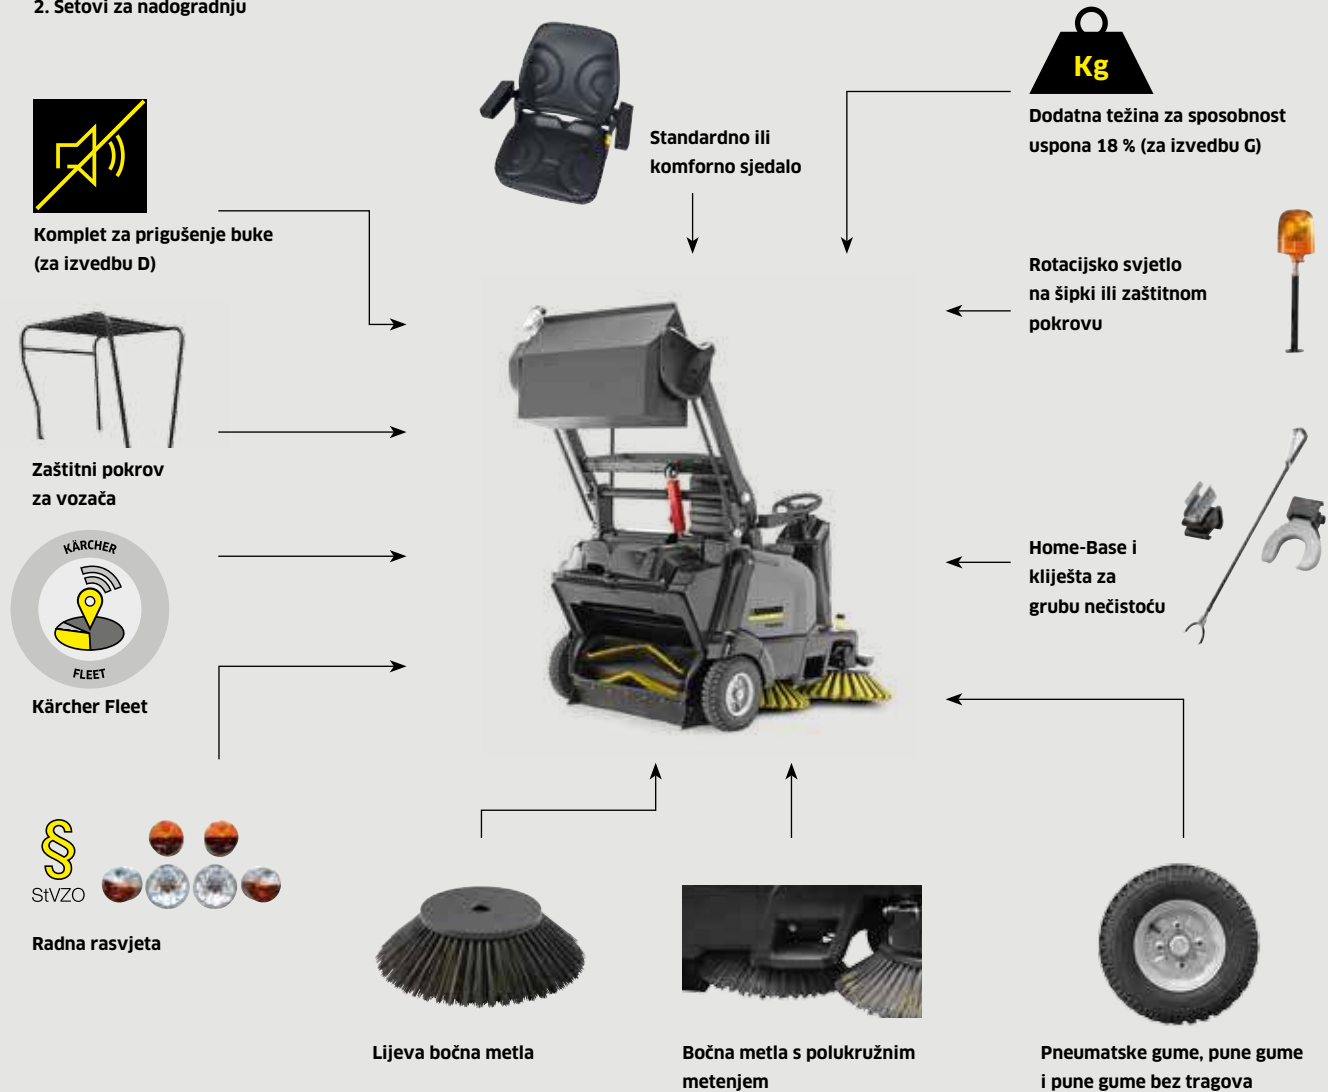 2. Setovi za nadogradnju
Standardno ili
komforno sjedalo
Kg
Dodatna težina za sposobnost
uspona 18 % (za izvedbu G)
Komplet za prigušenje buke
(za izvedbu D)
Rotacijsko svjetlo
na šipki ili zaštitnom
pokrovu
Zaštitni pokrov
za vozača
KÄRCHER
FLEET
Kärcher Fleet
Home-Base i
kliješta za
grubu nečistoću
StVZO
Radna rasvjeta
Lijeva bočna metla
Bočna metla s polukružnim
metenjem
Pneumatske gume, pune gume
i pune gume bez tragova